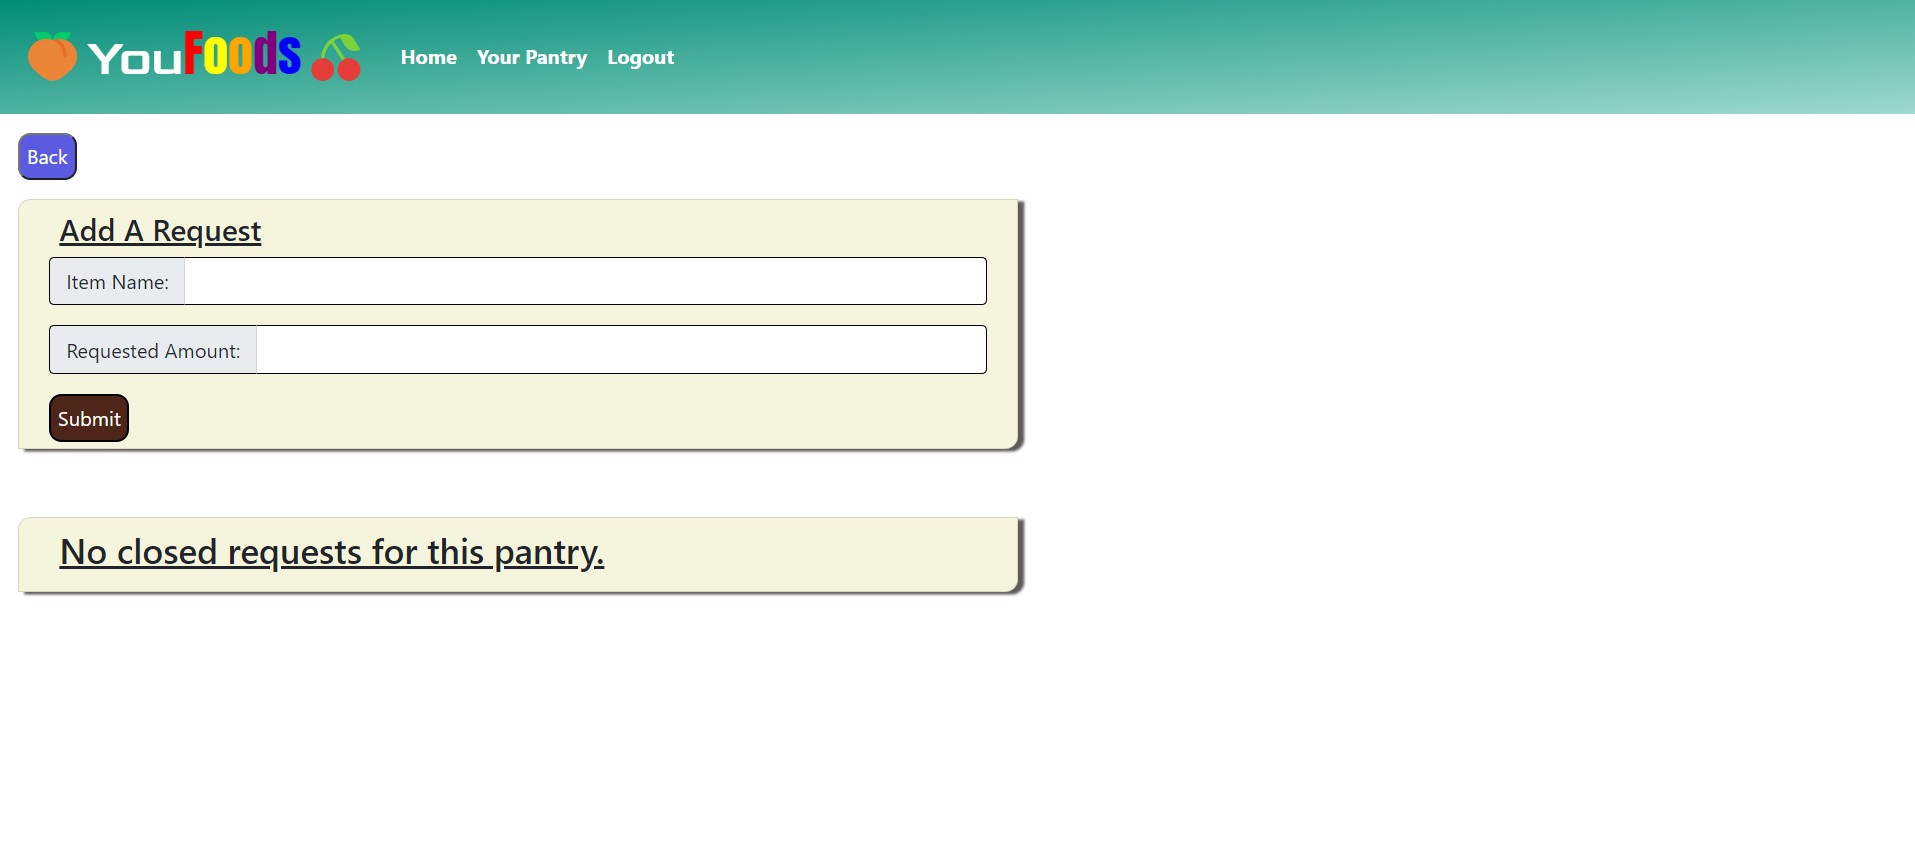 YouFoods Home Your Pantry Logout
Back
Add A Request
Item Name:
Requested Amount:
Submit
No closed requests for this pantry.